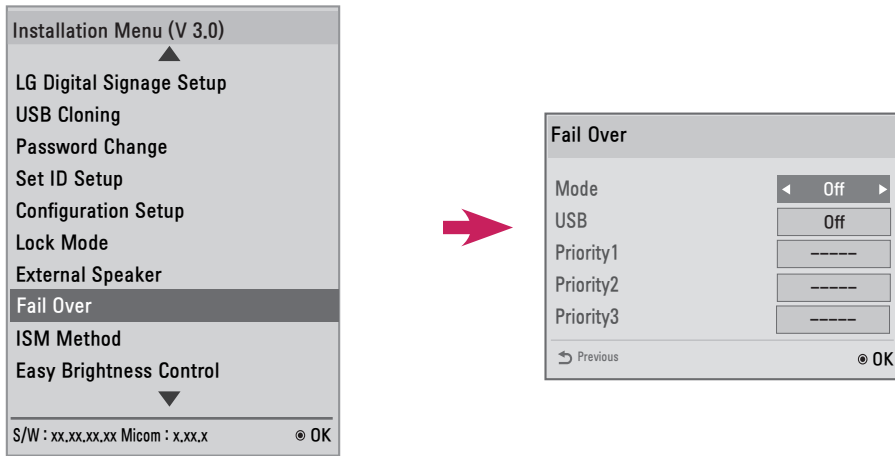 Installation Menu (V 3.0)
LG Digital Signage Setup
USB Cloning
Password Change
Set ID Setup
Configuration Setup
Lock Mode
External Speaker
Fail Over
ISM Method
Easy Brightness Control
S/W : xx.xx.xx.xx Micom : x.xx.x OK
Fail Over
Mode Off
USB Off
Priority1 -----
Priority2 -----
Priority3 -----
Previous OK